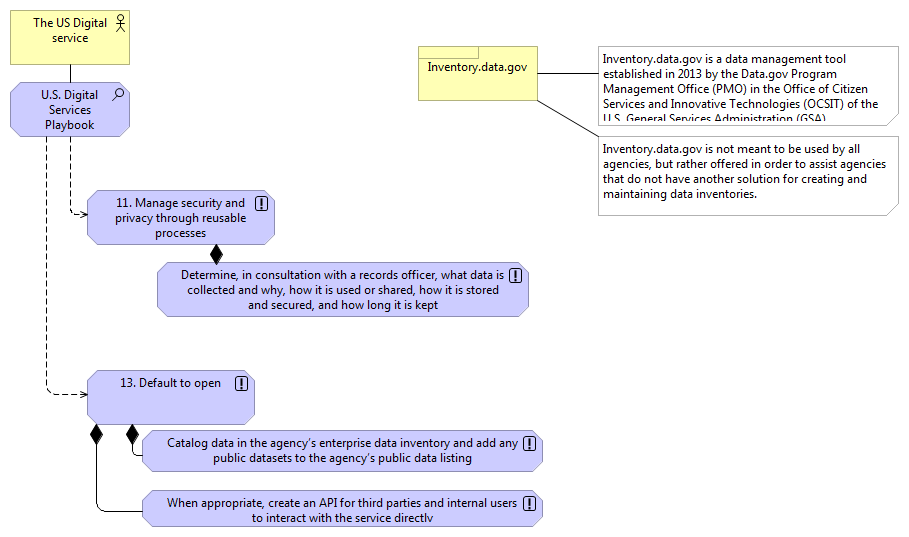 The US Digital
service
U.S. Digital
Services
Playbook
11. Manage security and
privacy through reusable
processes
Determine, in consultation with a records officer, what data is
collected and why, how it is used or shared, how it is stored
and secured, and how long it is kept
13. Default to open
Catalog data in the agency’s enterprise data inventory and add any
public datasets to the agency’s public data listing
When appropriate, create an API for third parties and internal users
to interact with the service directly
Inventory.data.gov
Inventory.data.gov is a data management tool
established in 2013 by the Data.gov Program
Management Office (PMO) in the Office of Citizen
Services and Innovative Technologies (OCSIT) of the
U.S. General Services Administration (GSA)
Inventory.data.gov is not meant to be used by all
agencies, but rather offered in order to assist agencies
that do not have another solution for creating and
maintaining data inventories.